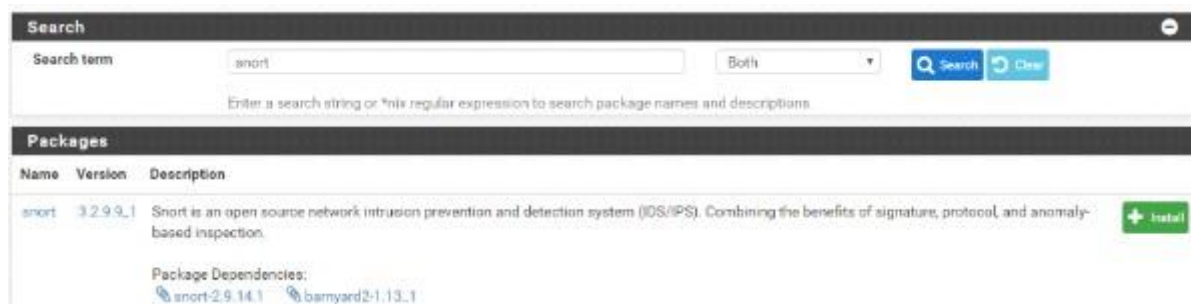 Search
Search term snort Both Search Clear
Enter a search string or *nix regular expression to search package names and descriptions.
Packages
Name Version Description
snort 3.2.9.9_1 Snort is an open source network intrusion prevention and detection system (IDS/IPS). Combining the benefits of signature, protocol, and anomaly- Install
based inspection.
Package Dependencies:
snort-2.9.14.1 barnyard2-1.13_1